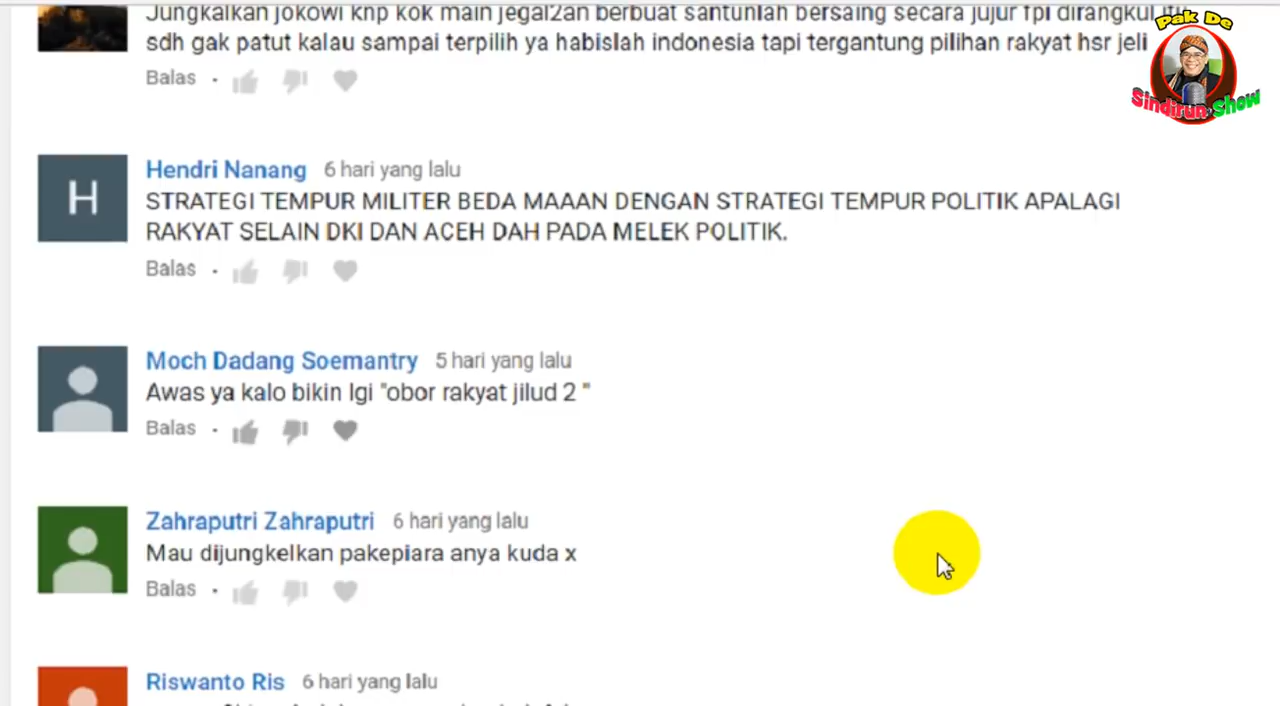 Jungkalkan jokowi knp kok main jegal2an berbuat santunlah bersaing secara jujur fpi dirangkul
sdh gak patut kalau sampai terpilih ya habislah indonesia tapi tergantung pilihan rakyat hsr jeli
Balas
Pak De
Sindirun Show
Hendri Nanang 6 hari yang lalu
STRATEGI TEMPUR MILITER BEDA MAAAN DENGAN STRATEGI TEMPUR POLITIK APALAGI
RAKYAT SELAIN DKI DAN ACEH DAH PADA MELEK POLITIK.
Balas
H
Moch Dadang Soemantry 5 hari yang lalu
Awas ya kalo bikin lgi "obor rakyat jilud 2 "
Balas
Zahraputri Zahraputri 6 hari yang lalu
Mau dijungkelkan pakepiara anya kuda x
Balas
Riswanto Ris 6 hari yang lalu